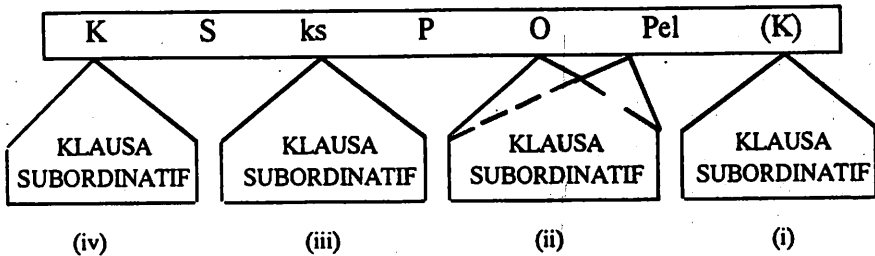 K S ks P O Pel (K)
KLAUSA KLAUSA KLAUSA KLAUSA
SUBORDINATIF SUBORDINATIF SUBORDINATIF SUBORDINATIF
(iv) (iii) (ii) (i)